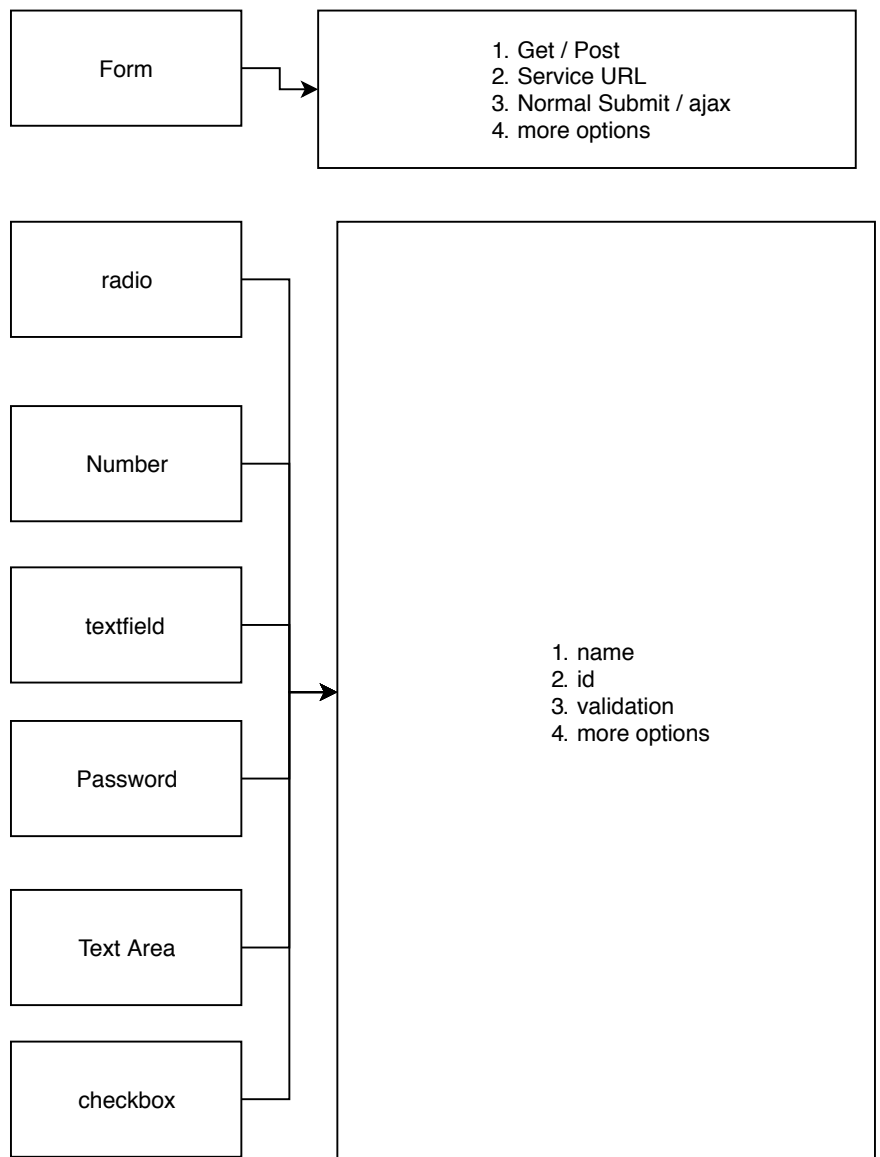 Form
1. Get / Post
2. Service URL
3. Normal Submit / ajax
4. more options
radio
Number
textfield
Password
Text Area
checkbox
1. name
2. id
3. validation
4. more options